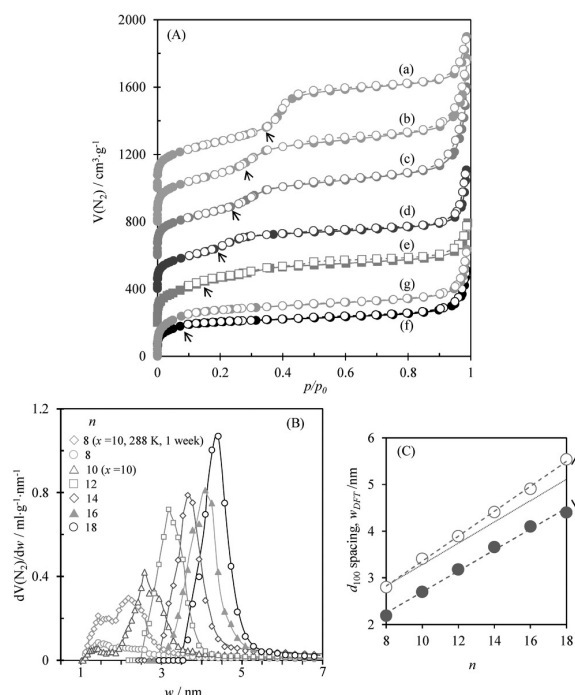 (A)
2000
1600
1200
800
400
0
V(N2) / cm3·g-1
(a)
(b)
(c)
(d)
(e)
(g)
(f)
0 0.2 0.4 0.6 0.8 1
p/p0
(B)
1.2
0.8
0.4
0
dV(N2)/dw / ml·g-1·nm-1
n
8 (x =10, 288 K, 1 week)
8
10 (x =10)
12
14
16
18
1 2 3 4 5 6 7
w / nm
(C)
6
5
4
3
2
d100 spacing, wDFT /nm
8 10 12 14 16 18
n